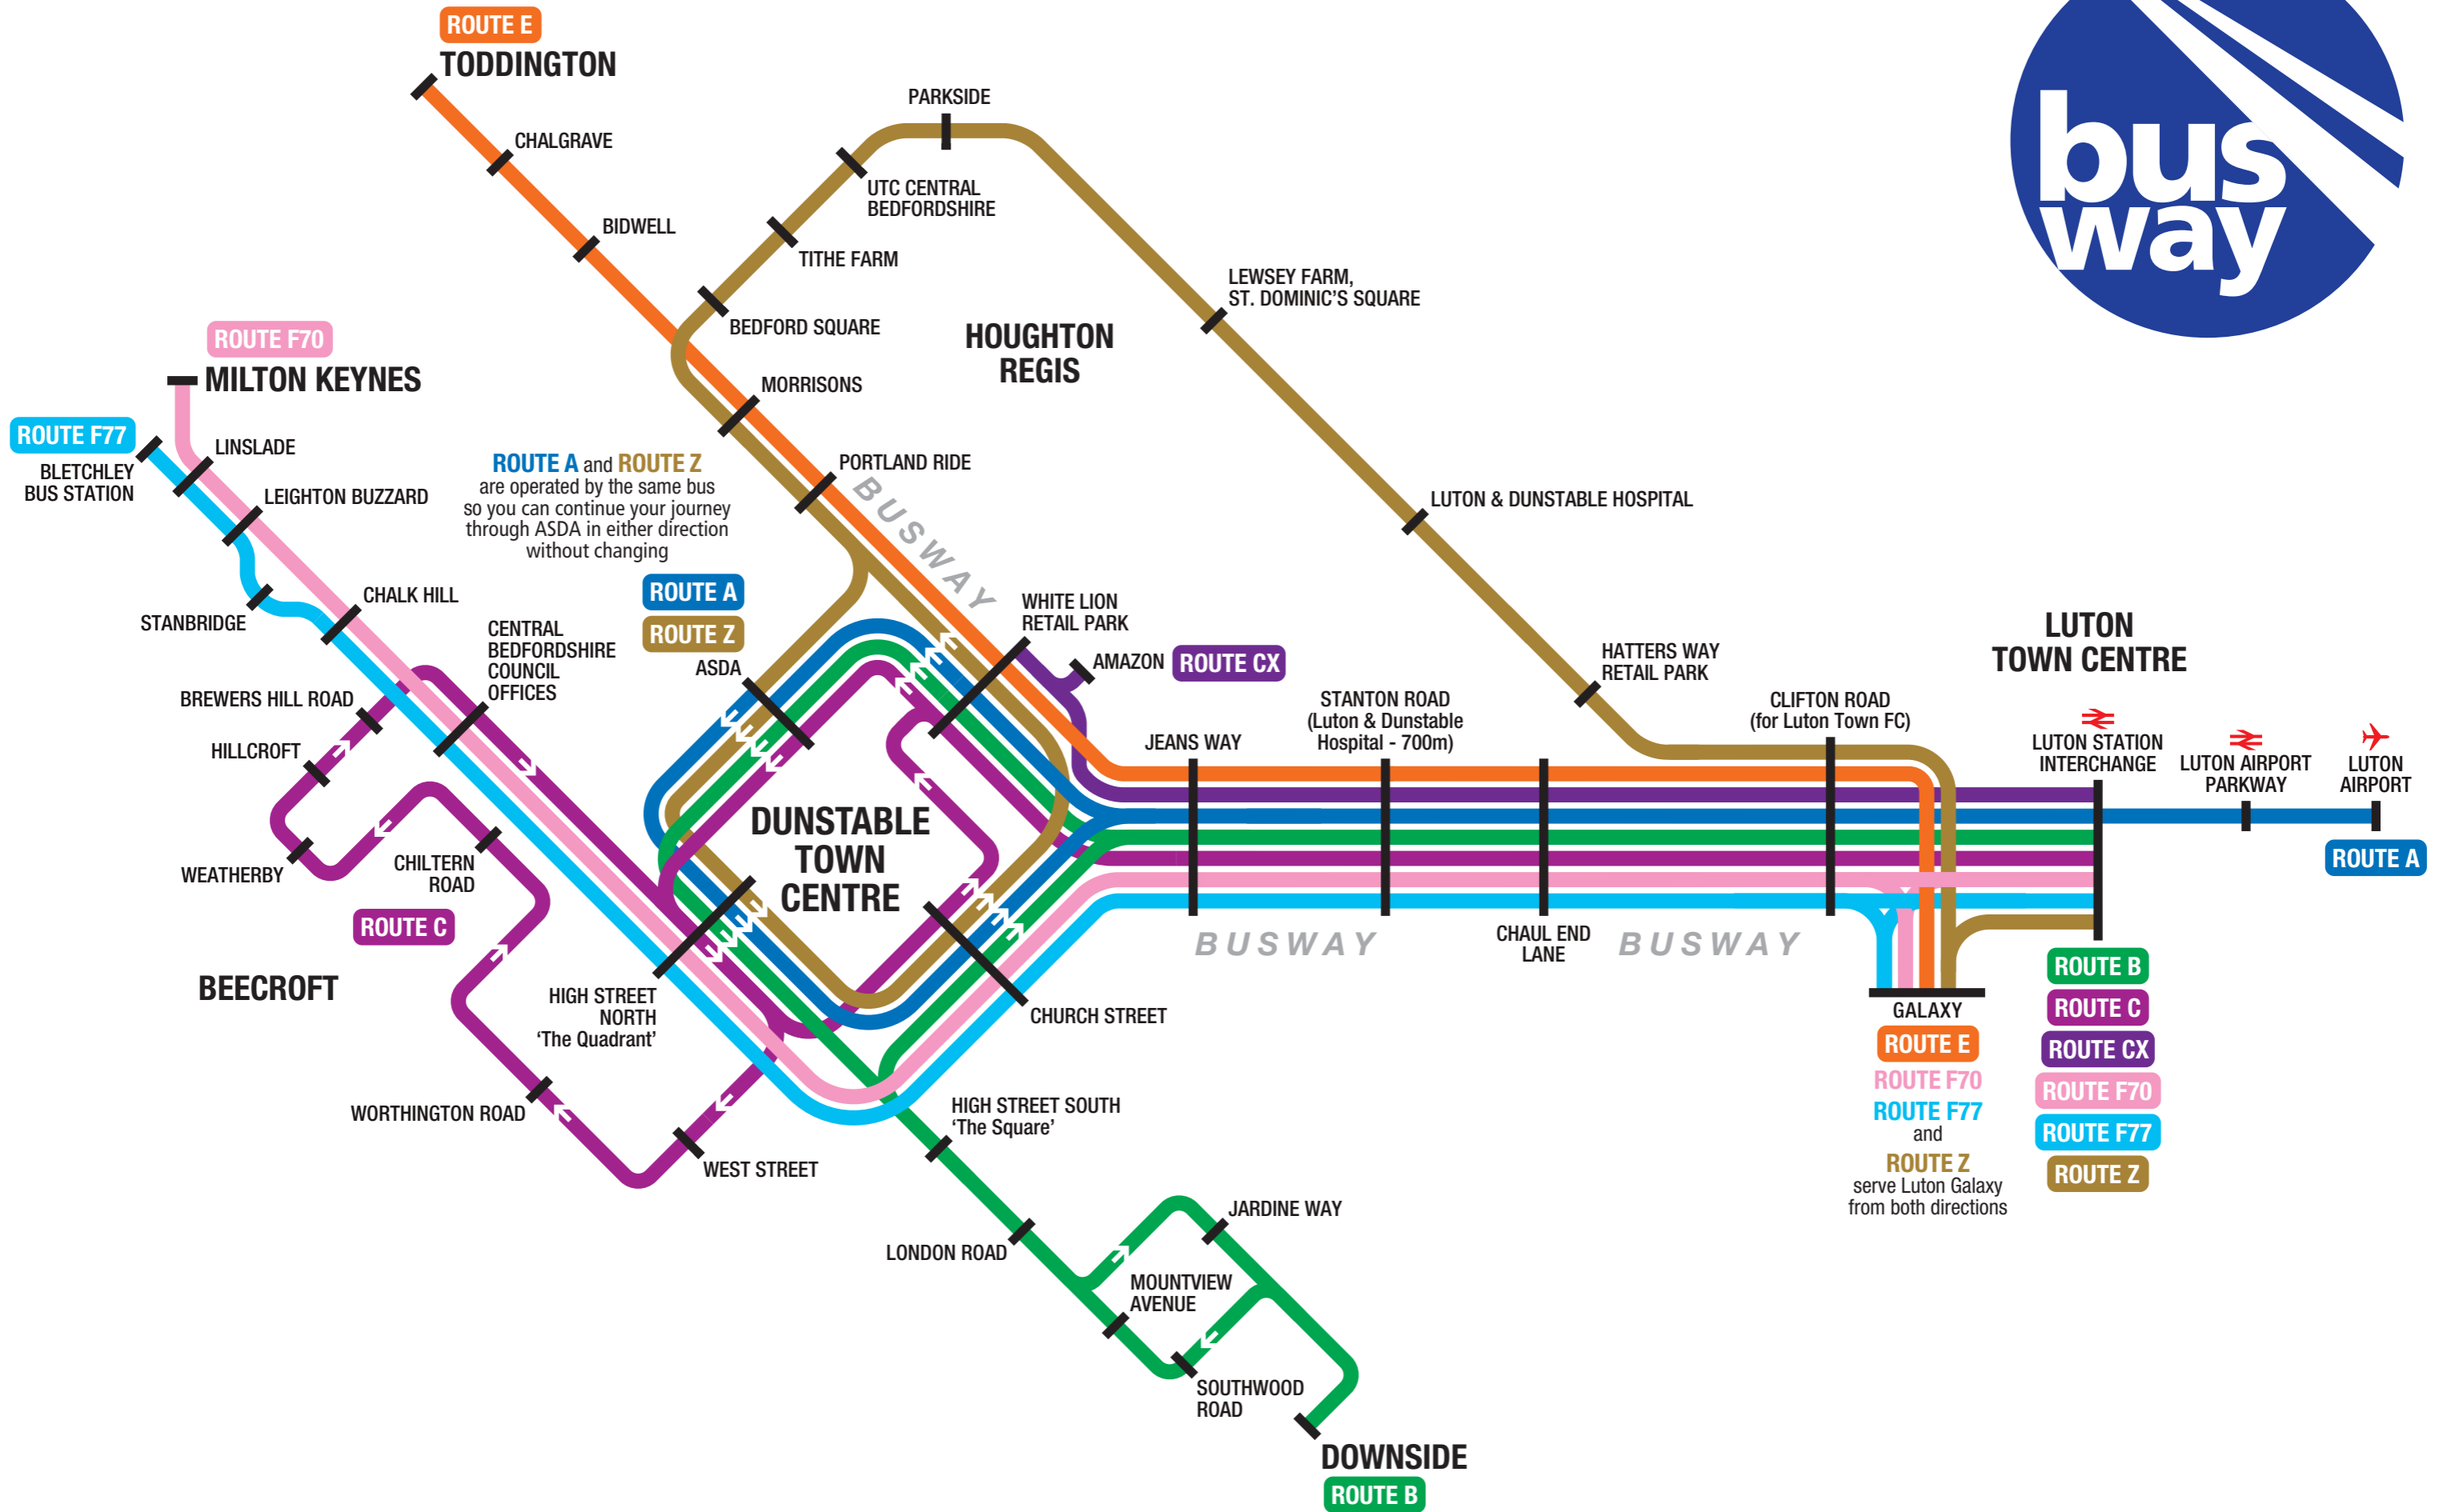 ROUTE E
TODDINGTON
CHALGRAVE
BIDWELL
PARKSIDE
UTC CENTRAL
BEDFORDSHIRE
TITHE FARM
BEDFORD SQUARE
MORRISONS
PORTLAND RIDE
HOUGHTON
REGIS
LEWSEY FARM,
ST. DOMINIC'S SQUARE
LUTON & DUNSTABLE HOSPITAL
HATTERS WAY
RETAIL PARK
bus
way
ROUTE F70
MILTON KEYNES
ROUTE F77
BLETCHLEY
BUS STATION
LINSLADE
LEIGHTON BUZZARD
STANBRIDGE
CHALK HILL
CENTRAL
BEDFORDSHIRE
COUNCIL
OFFICES
ROUTE A and ROUTE Z
are operated by the same bus
so you can continue your journey
through ASDA in either direction
without changing
ROUTE A
ROUTE Z
ASDA
BUSWAY
WHITE LION
RETAIL PARK
AMAZON
ROUTE CX
BREWERS HILL ROAD
HILLCROFT
WEATHERBY
CHILTERN
ROAD
ROUTE C
BEECROFT
DUNSTABLE
TOWN
CENTRE
HIGH STREET
NORTH
'The Quadrant'
CHURCH STREET
WORTHINGTON ROAD
WEST STREET
HIGH STREET SOUTH
'The Square'
LONDON ROAD
JARDINE WAY
MOUNTVIEW
AVENUE
SOUTHWOOD
ROAD
DOWNSIDE
ROUTE B
JEANS WAY
STANTON ROAD
(Luton & Dunstable
Hospital - 700m)
CHAUL END
LANE
BUSWAY
BUSWAY
CLIFTON ROAD
(for Luton Town FC)
LUTON
TOWN CENTRE
LUTON STATION
INTERCHANGE
LUTON AIRPORT
PARKWAY
LUTON
AIRPORT
ROUTE A
GALAXY
ROUTE E
ROUTE F70
ROUTE F77
and
ROUTE Z
serve Luton Galaxy
from both directions
ROUTE B
ROUTE C
ROUTE CX
ROUTE F70
ROUTE F77
ROUTE Z